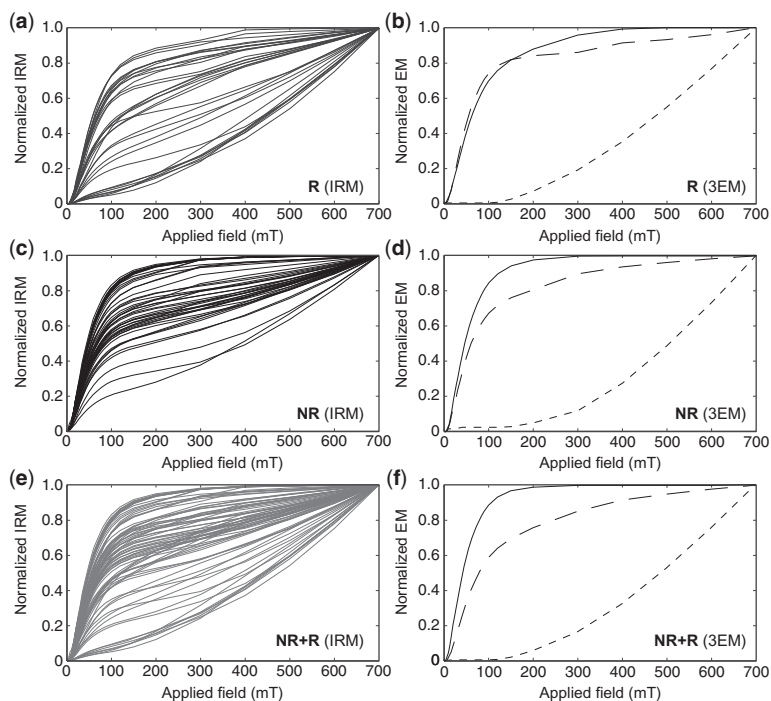 (a)
Normalized IRM
1.0
0.8
0.6
0.4
0.2
0
0 100 200 300 400 500 600 700
Applied field (mT)
R (IRM)
(b)
Normalized EM
1.0
0.8
0.6
0.4
0.2
0
0 100 200 300 400 500 600 700
Applied field (mT)
R (3EM)
(c)
Normalized IRM
1.0
0.8
0.6
0.4
0.2
0
0 100 200 300 400 500 600 700
Applied field (mT)
NR (IRM)
(d)
Normalized EM
1.0
0.8
0.6
0.4
0.2
0
0 100 200 300 400 500 600 700
Applied field (mT)
NR (3EM)
(e)
Normalized IRM
1.0
0.8
0.6
0.4
0.2
0
0 100 200 300 400 500 600 700
Applied field (mT)
NR+R (IRM)
(f)
Normalized EM
1.0
0.8
0.6
0.4
0.2
0
0 100 200 300 400 500 600 700
Applied field (mT)
NR+R (3EM)